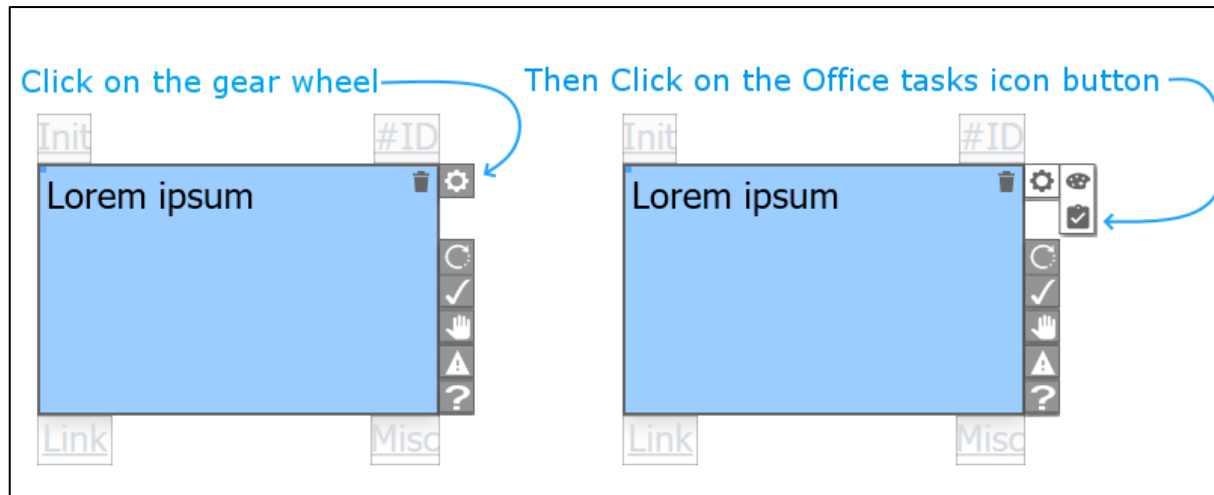 Click on the gear wheel
Then Click on the Office tasks icon button
Init
#ID
Lorem ipsum
Link
Misc
Init
#ID
Lorem ipsum
Link
Misc